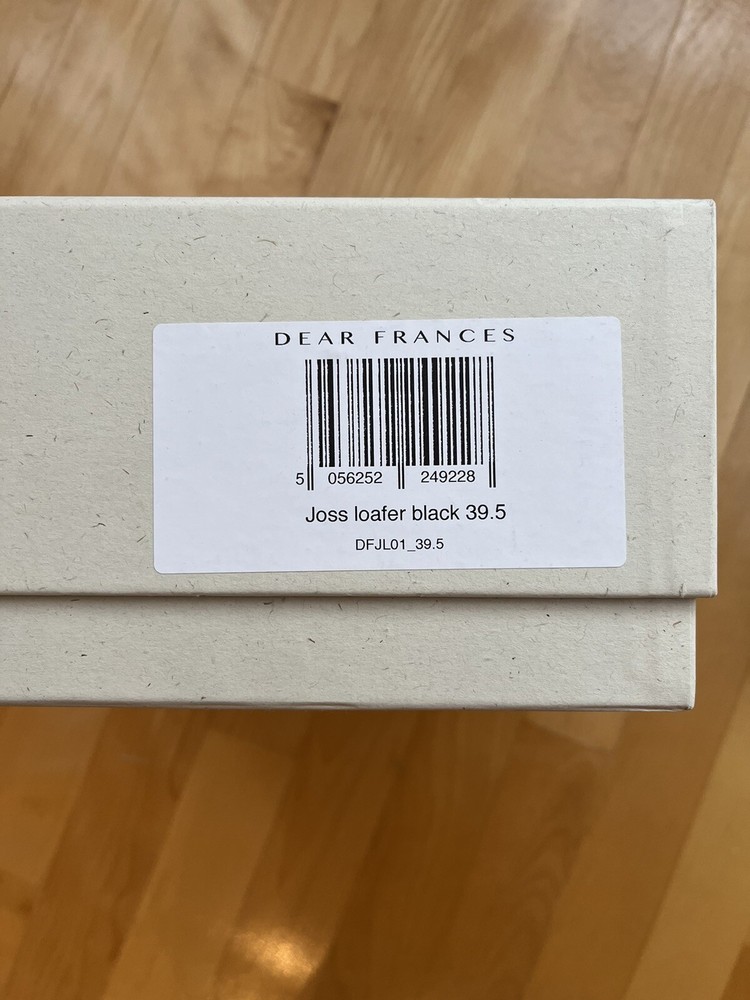 DEAR FRANCES
5 056252 249228
Joss loafer black 39.5
DFJL01_39.5